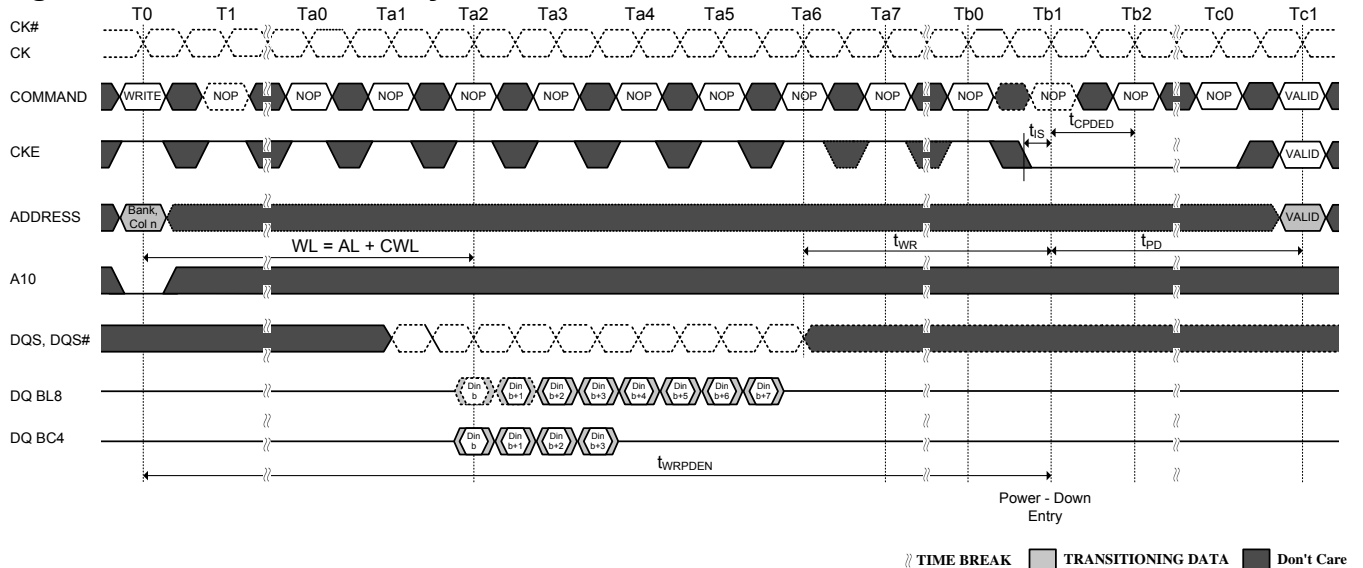 T0 T1 Ta0 Ta1 Ta2 Ta3 Ta4 Ta5 Ta6 Ta7 Tb0 Tb1 Tb2 Tc0 Tc1
CK#
CK
COMMAND WRITE NOP NOP NOP NOP NOP NOP NOP NOP NOP NOP NOP NOP NOP VALID
tIS tCPDED
CKE VALID
ADDRESS Bank, Col n VALID
WL = AL + CWL tWR tPD
A10
DQS, DQS#
DQ BL8 Din b Din b+1 Din b+2 Din b+3 Din b+4 Din b+5 Din b+6 Din b+7
DQ BC4 Din b Din b+1 Din b+2 Din b+3
tWRPDEN
Power - Down
Entry
TIME BREAK TRANSITIONING DATA Don't Care